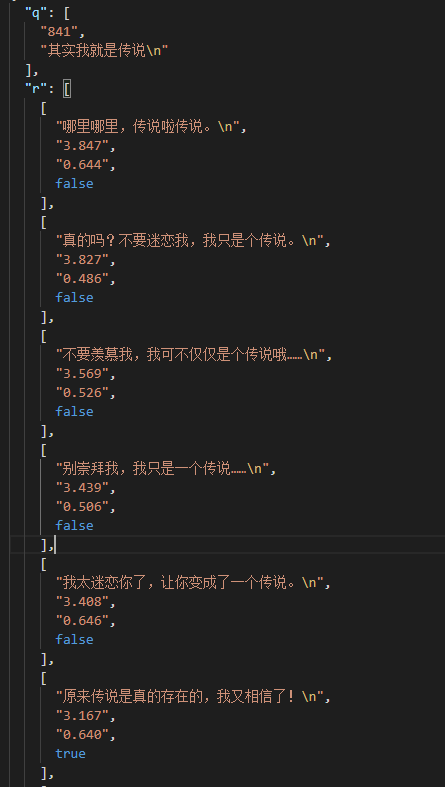 "q": [
"841",
"其实我就是传说\n"
],
"r": [
[
"哪里哪里，传说啦传说。\n",
"3.847",
"0.644",
false
],
[
"真的吗？不要迷恋我，我只是个传说。\n",
"3.827",
"0.486",
false
],
[
"不要羡慕我，我可不仅仅是个传说哦……\n",
"3.569",
"0.526",
false
],
[
"别崇拜我，我只是一个传说……\n",
"3.439",
"0.506",
false
],
[
"我太迷恋你了，让你变成了一个传说。\n",
"3.408",
"0.646",
false
],
[
"原来传说是真的存在的，我又相信了！\n",
"3.167",
"0.640",
true
],